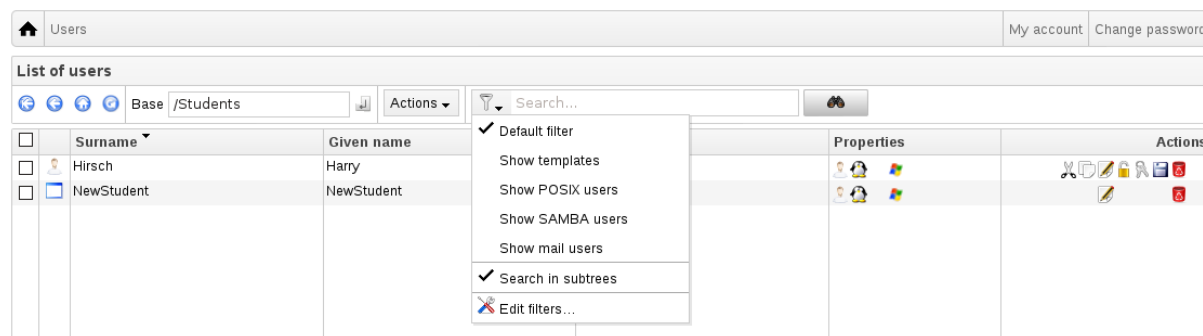 Users My account Change password
List of users
Base /Students Actions Search...
Surname Given name Properties Actions
Hirsch Harry
NewStudent NewStudent
Default filter
Show templates
Show POSIX users
Show SAMBA users
Show mail users
Search in subtrees
Edit filters...